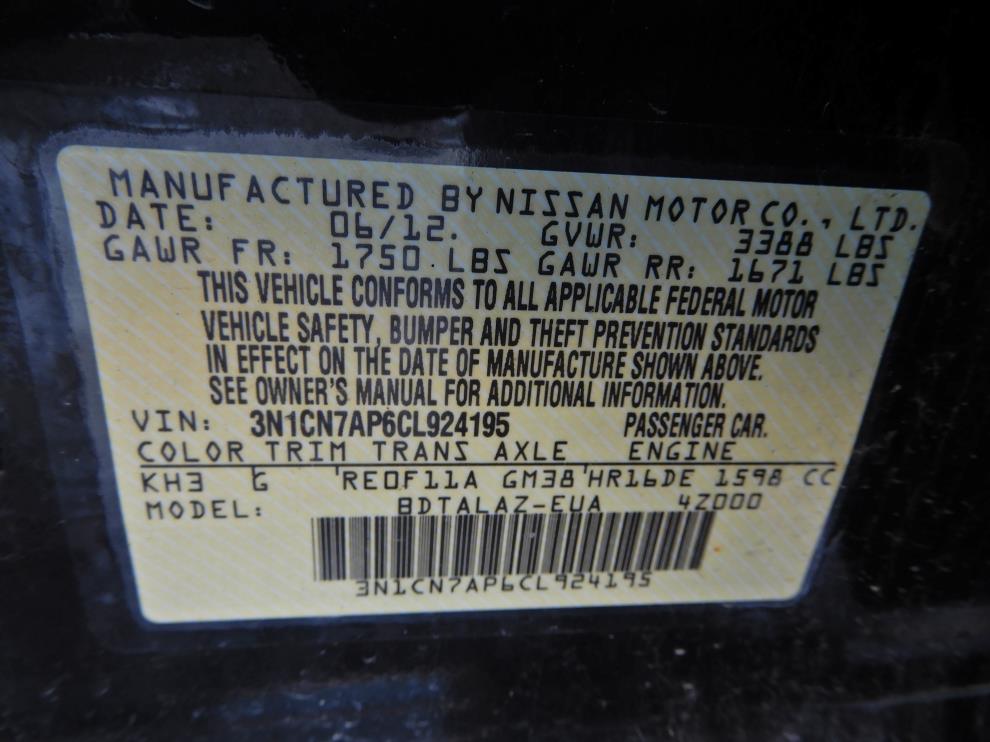 MANUFACTURED BY NISSAN MOTOR CO., LTD.
DATE: 06/12. GVWR: 3388 LBS
GAWR FR: 1750 LBS GAWR RR: 1671 LBS
THIS VEHICLE CONFORMS TO ALL APPLICABLE FEDERAL MOTOR
VEHICLE SAFETY, BUMPER AND THEFT PREVENTION STANDARDS
IN EFFECT ON THE DATE OF MANUFACTURE SHOWN ABOVE.
SEE OWNER'S MANUAL FOR ADDITIONAL INFORMATION.
VIN: 3N1CN7AP6CL924195 PASSENGER CAR.
COLOR TRIM TRANS AXLE ENGINE
KH3 G 'RE0F11A GM38'HR16DE 1598 CC
MODEL: BDTALAZ-EUA 4Z000
3N1CN7AP6CL924195